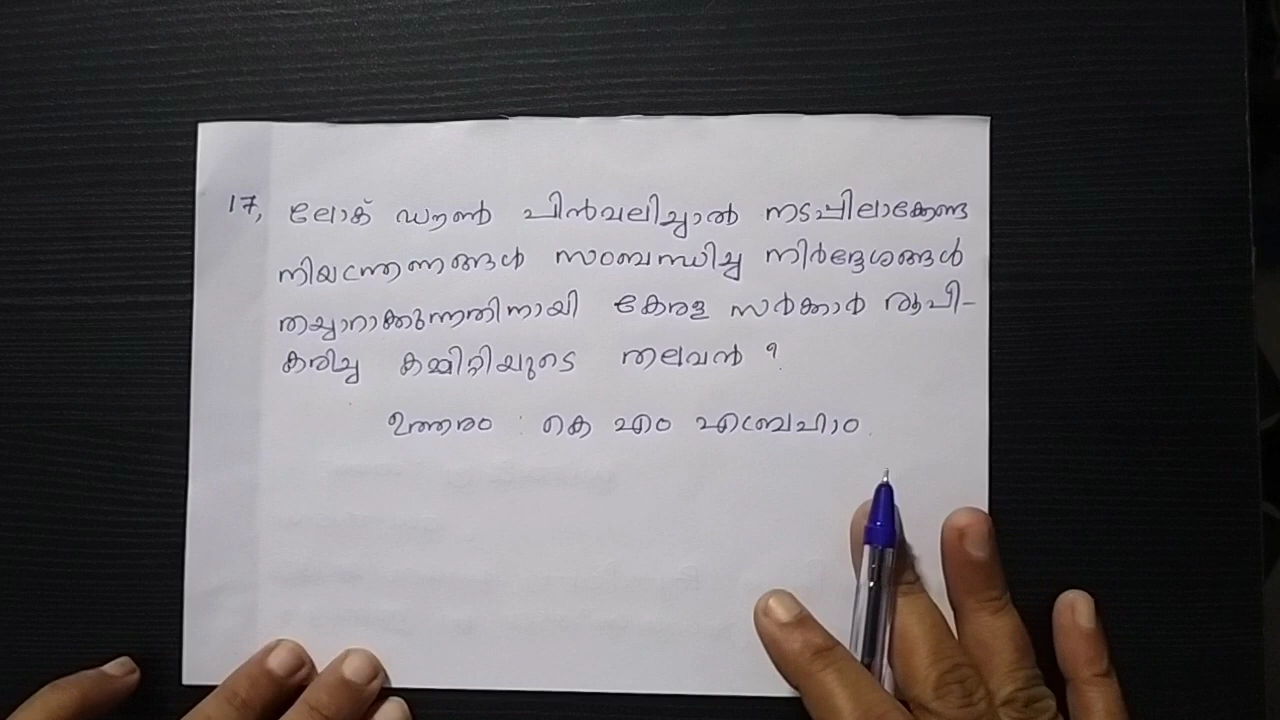 17, ലോക് ഡൗൺ പിൻവലിച്ചാൽ നടപ്പിലാക്കേണ്ട
നിയന്ത്രണങ്ങൾ സംബന്ധിച്ച നിർദ്ദേശങ്ങൾ
തയ്യാറാക്കുന്നതിനായി കേരള സർക്കാർ രൂപീ-
കരിച്ച കമ്മിറ്റിയുടെ തലവൻ ?
ഉത്തരം : കെ എം എബ്രഹാം